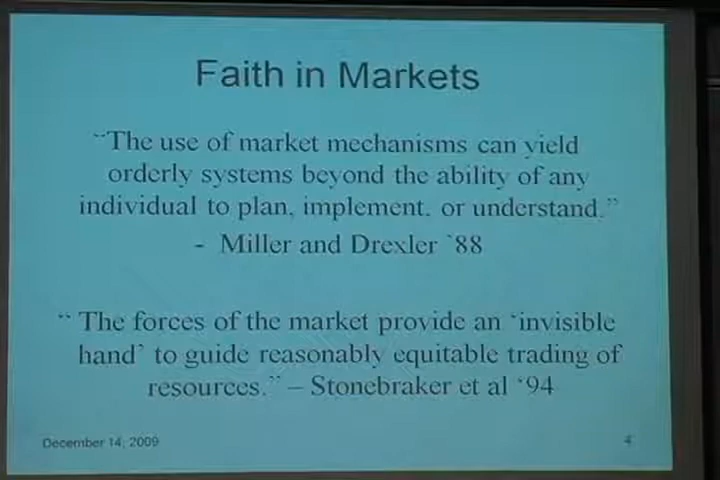 Faith in Markets
“The use of market mechanisms can yield
orderly systems beyond the ability of any
individual to plan, implement, or understand.”
- Miller and Drexler ‘88
“ The forces of the market provide an ‘invisible
hand’ to guide reasonably equitable trading of
resources.” – Stonebraker et al ‘94
December 14, 2009
4